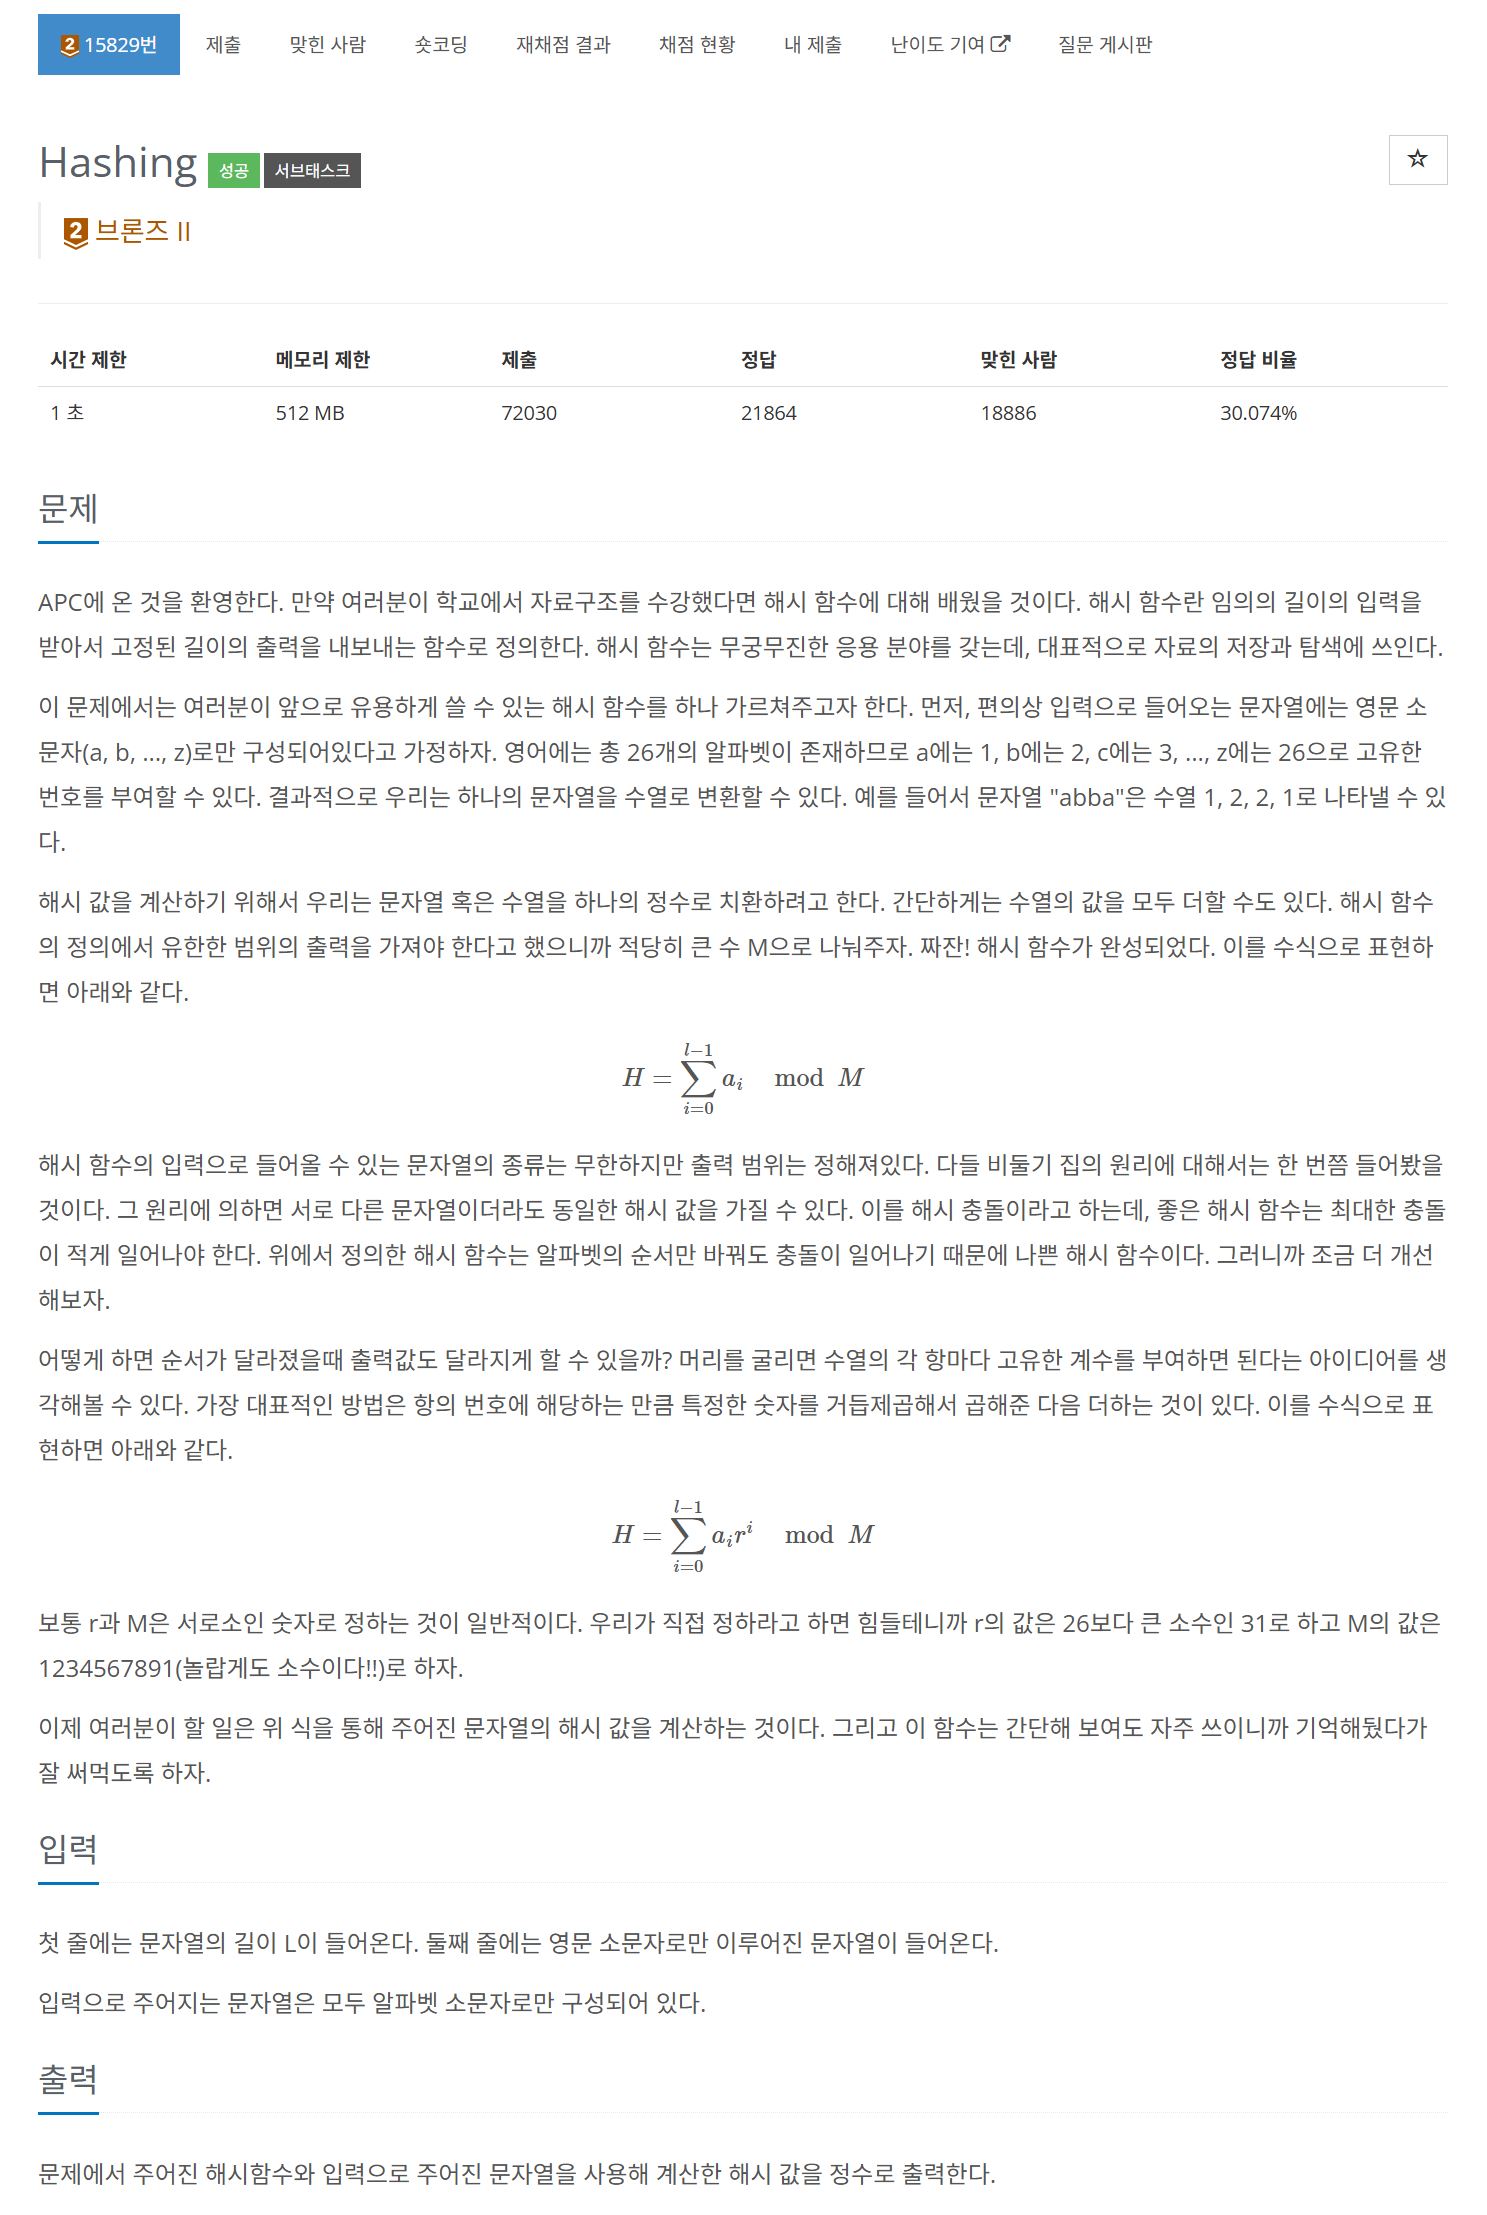 2 15829번 제출 맞힌 사람 숏코딩 재채점 결과 채점 현황 내 제출 난이도 기여 질문 게시판
Hashing 성공 서브태스크
2 브론즈 II
시간 제한 메모리 제한 제출 정답 맞힌 사람 정답 비율
1 초 512 MB 72030 21864 18886 30.074%
문제
APC에 온 것을 환영한다. 만약 여러분이 학교에서 자료구조를 수강했다면 해시 함수에 대해 배웠을 것이다. 해시 함수란 임의의 길이의 입력을
받아서 고정된 길이의 출력을 내보내는 함수로 정의한다. 해시 함수는 무궁무진한 응용 분야를 갖는데, 대표적으로 자료의 저장과 탐색에 쓰인다.
이 문제에서는 여러분이 앞으로 유용하게 쓸 수 있는 해시 함수를 하나 가르쳐주고자 한다. 먼저, 편의상 입력으로 들어오는 문자열에는 영문 소
문자(a, b, ..., z)로만 구성되어있다고 가정하자. 영어에는 총 26개의 알파벳이 존재하므로 a에는 1, b에는 2, c에는 3, ..., z에는 26으로 고유한
번호를 부여할 수 있다. 결과적으로 우리는 하나의 문자열을 수열로 변환할 수 있다. 예를 들어서 문자열 "abba"은 수열 1, 2, 2, 1로 나타낼 수 있
다.
해시 값을 계산하기 위해서 우리는 문자열 혹은 수열을 하나의 정수로 치환하려고 한다. 간단하게는 수열의 값을 모두 더할 수도 있다. 해시 함수
의 정의에서 유한한 범위의 출력을 가져야 한다고 했으니까 적당히 큰 수 M으로 나눠주자. 짜잔! 해시 함수가 완성되었다. 이를 수식으로 표현하
면 아래와 같다.
H = \sum_{i=0}^{l-1} a_i mod M
해시 함수의 입력으로 들어올 수 있는 문자열의 종류는 무한하지만 출력 범위는 정해져있다. 다들 비둘기 집의 원리에 대해서는 한 번쯤 들어봤을
것이다. 그 원리에 의하면 서로 다른 문자열이더라도 동일한 해시 값을 가질 수 있다. 이를 해시 충돌이라고 하는데, 좋은 해시 함수는 최대한 충돌
이 적게 일어나야 한다. 위에서 정의한 해시 함수는 알파벳의 순서만 바꿔도 충돌이 일어나기 때문에 나쁜 해시 함수이다. 그러니까 조금 더 개선
해보자.
어떻게 하면 순서가 달라졌을때 출력값도 달라지게 할 수 있을까? 머리를 굴리면 수열의 각 항마다 고유한 계수를 부여하면 된다는 아이디어를 생
각해볼 수 있다. 가장 대표적인 방법은 항의 번호에 해당하는 만큼 특정한 숫자를 거듭제곱해서 곱해준 다음 더하는 것이 있다. 이를 수식으로 표
현하면 아래와 같다.
H = \sum_{i=0}^{l-1} a_i r^i mod M
보통 r과 M은 서로소인 숫자로 정하는 것이 일반적이다. 우리가 직접 정하라고 하면 힘들테니까 r의 값은 26보다 큰 소수인 31로 하고 M의 값은
1234567891(놀랍게도 소수이다!!)로 하자.
이제 여러분이 할 일은 위 식을 통해 주어진 문자열의 해시 값을 계산하는 것이다. 그리고 이 함수는 간단해 보여도 자주 쓰이니까 기억해뒀다가
잘 써먹도록 하자.
입력
첫 줄에는 문자열의 길이 L이 들어온다. 둘째 줄에는 영문 소문자로만 이루어진 문자열이 들어온다.
입력으로 주어지는 문자열은 모두 알파벳 소문자로만 구성되어 있다.
출력
문제에서 주어진 해시함수와 입력으로 주어진 문자열을 사용해 계산한 해시 값을 정수로 출력한다.